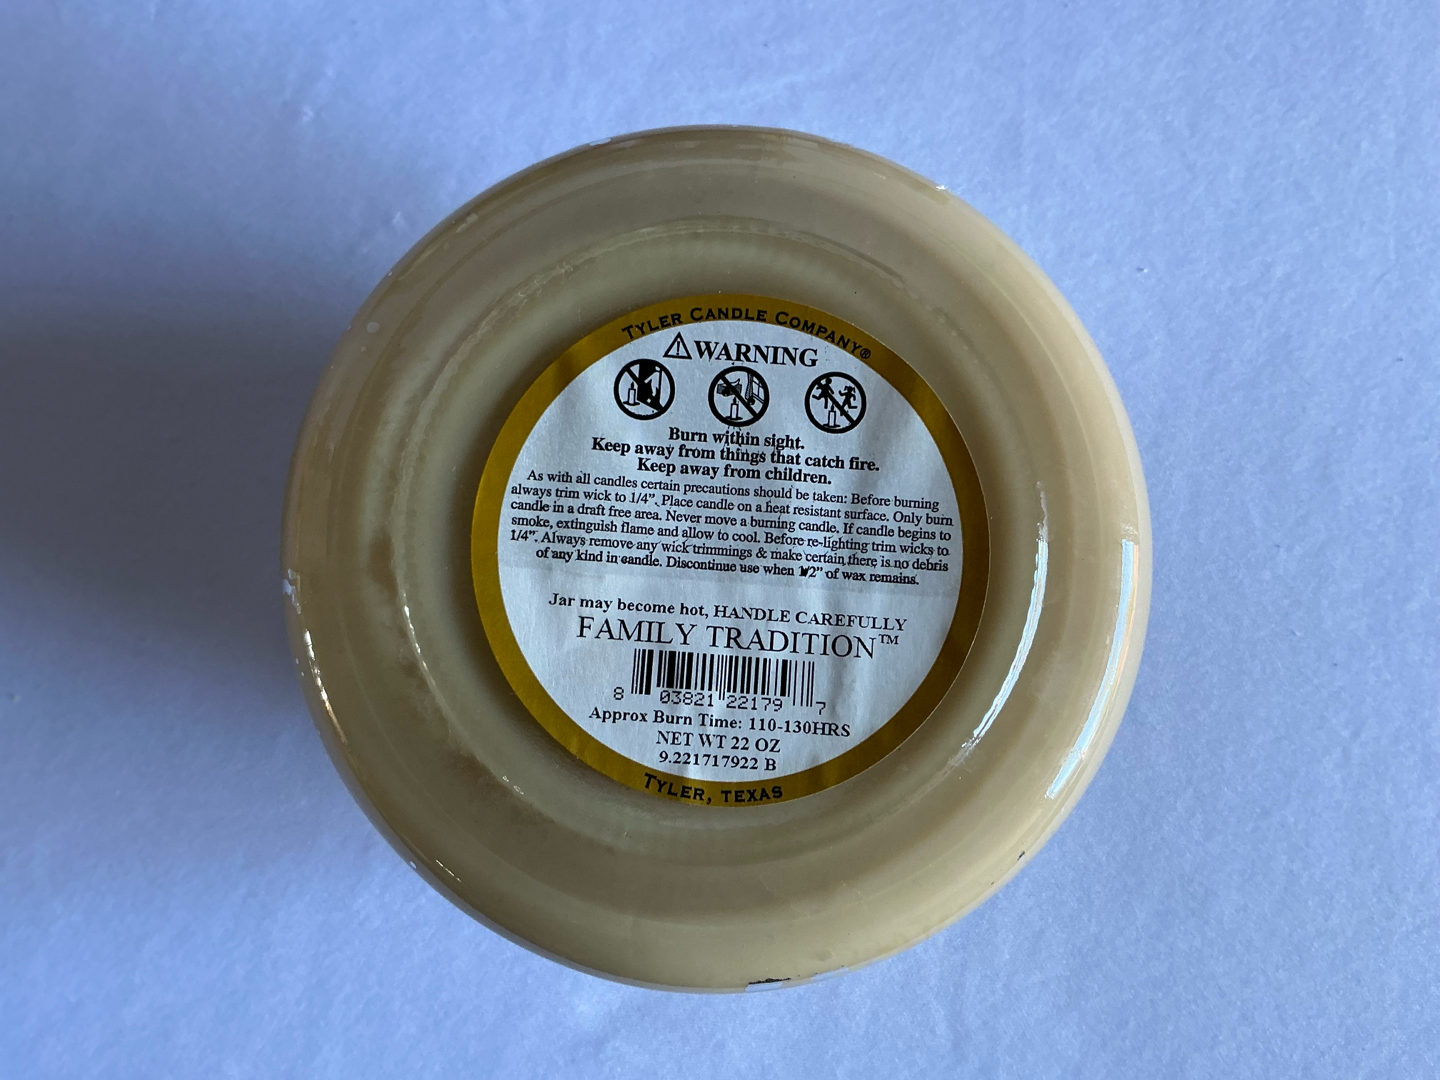 TYLER CANDLE COMPANY®
WARNING
Burn within sight.
Keep away from things that catch fire.
Keep away from children.
As with all candles certain precautions should be taken: Before burning
always trim wick to 1/4". Place candle on a heat resistant surface. Only burn
candle in a draft free area. Never move a burning candle. If candle begins to
smoke, extinguish flame and allow to cool. Before re-lighting trim wicks to
1/4". Always remove any wick trimmings & make certain there is no debris
of any kind in candle. Discontinue use when 1/2" of wax remains.
Jar may become hot, HANDLE CAREFULLY
FAMILY TRADITION™
8 03821 22179 7
Approx Burn Time: 110-130HRS
NET WT 22 OZ
9.221717922 B
TYLER, TEXAS